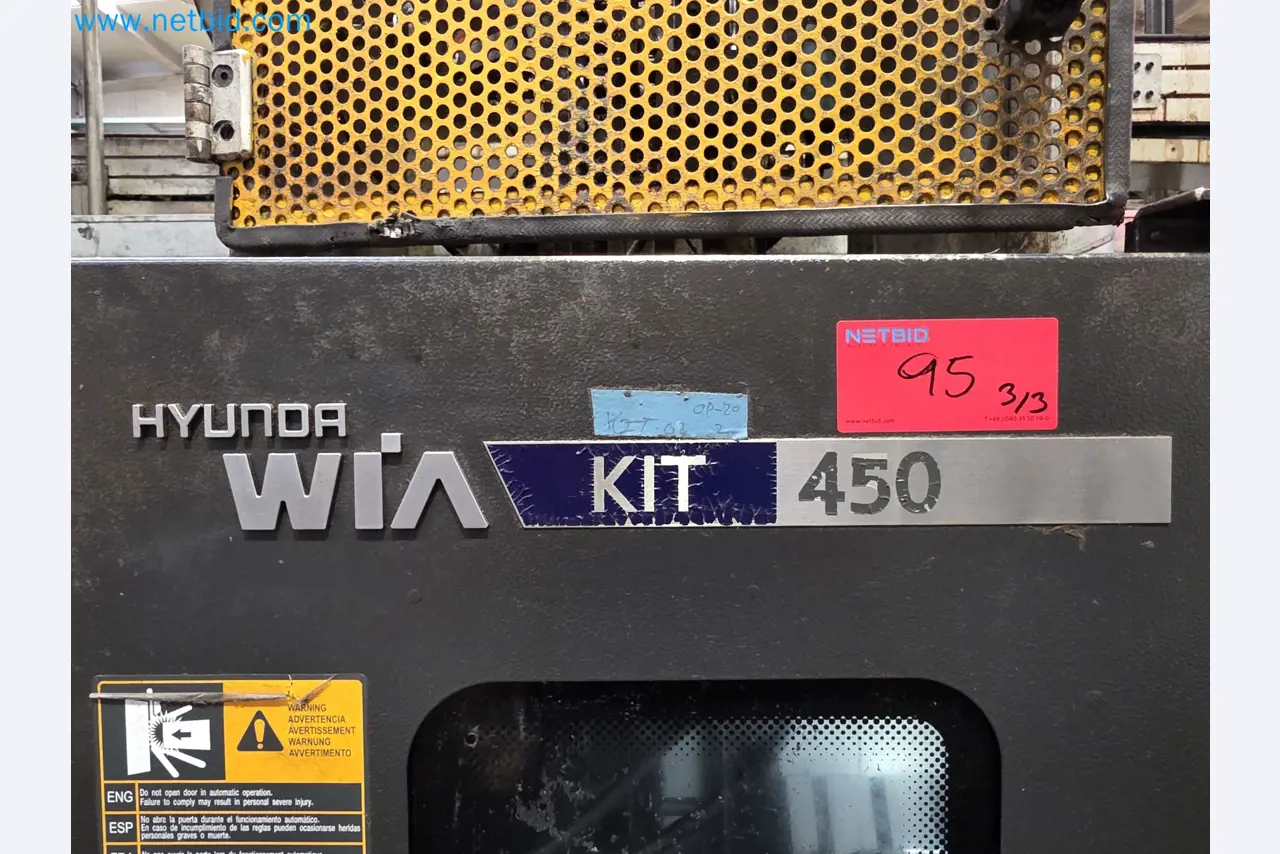 www.netbid.com
NETBID
95
3/3
www.netbid.com
OP-20
HYUNDA
WIA
KIT 450
WARNING
ADVERTENCIA
AVERTISSEMENT
WARNUNG
AVVERTIMENTO
ENG
Do not open door in automatic operation.
Failure to comply may result in personal severe injury.
ESP
No abra la puerta durante el funcionamiento automático.
En caso de incumplimiento de las reglas pueden ocasionarse heridas
personales graves o muerte.